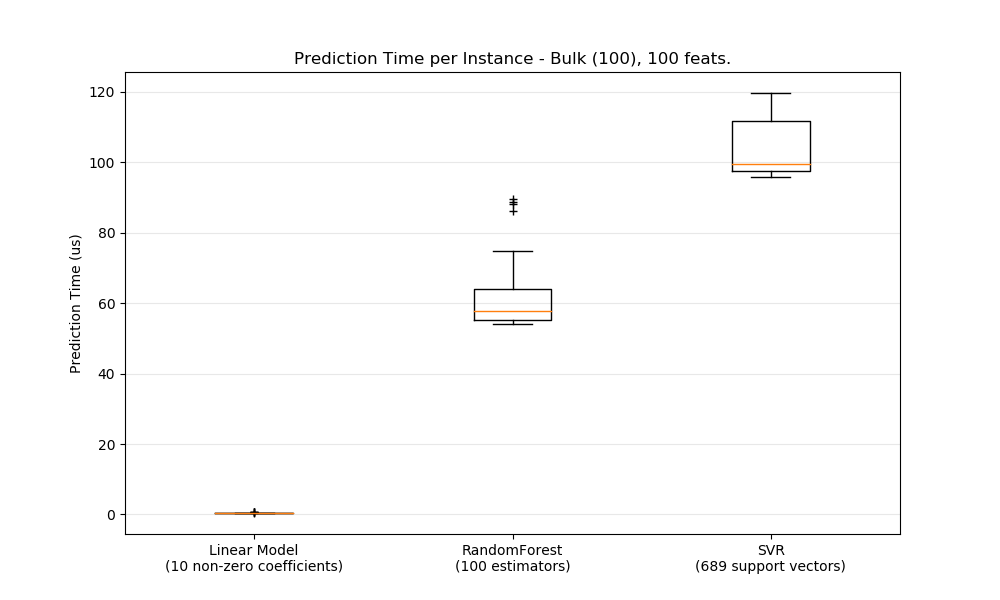 Prediction Time per Instance - Bulk (100), 100 feats.
Prediction Time (us)
120
100
80
60
40
20
0
Linear Model
(10 non-zero coefficients)
RandomForest
(100 estimators)
SVR
(689 support vectors)